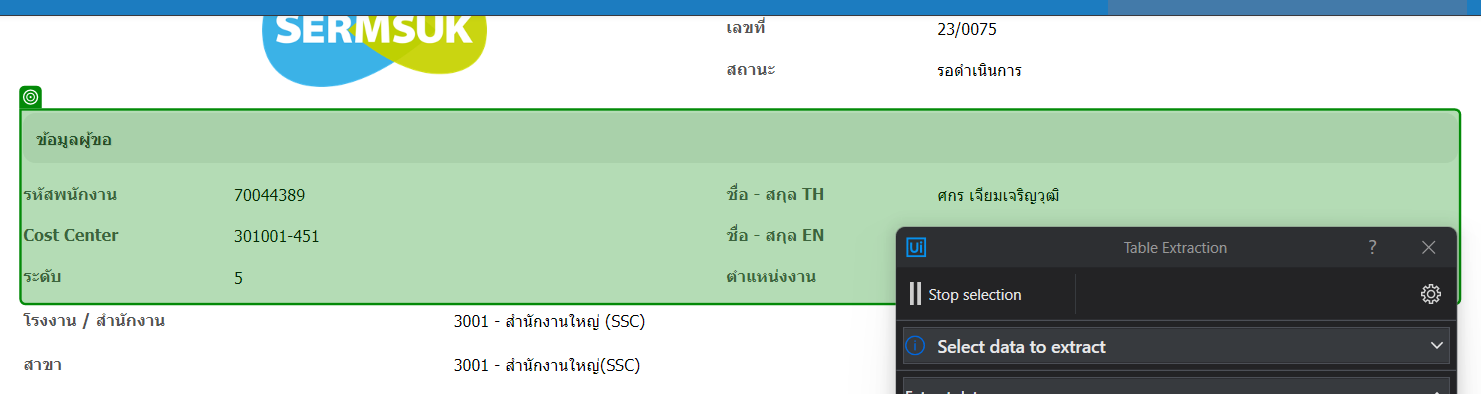 SERMSUK
เลขที่ 23/0075
สถานะ รอดำเนินการ
ข้อมูลผู้ขอ
รหัสพนักงาน 70044389 ชื่อ - สกุล TH ศกร เจียมเจริญวุฒิ
Cost Center 301001-451 ชื่อ - สกุล EN
ระดับ 5 ตำแหน่งงาน
โรงงาน / สำนักงาน 3001 - สำนักงานใหญ่ (SSC)
สาขา 3001 - สำนักงานใหญ่(SSC)
Ui Table Extraction ?
Stop selection
Select data to extract